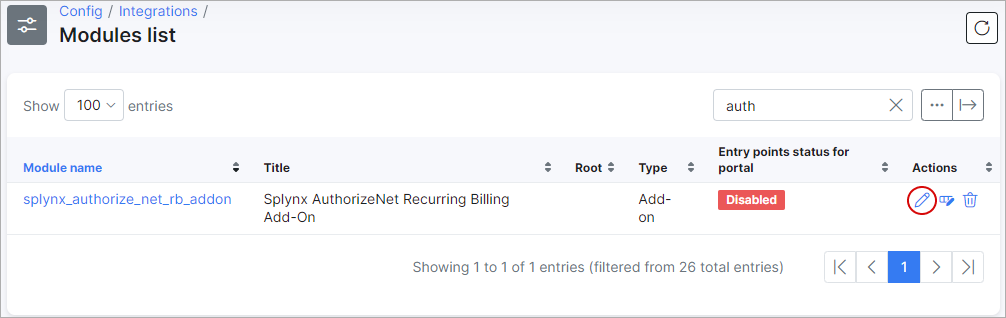 Config / Integrations /
Modules list
Show 100 entries
auth
Module name Title Root Type Entry points status for portal Actions
splynx_authorize_net_rb_addon Splynx AuthorizeNet Recurring Billing Add-On Add-on Disabled
Showing 1 to 1 of 1 entries (filtered from 26 total entries)
1